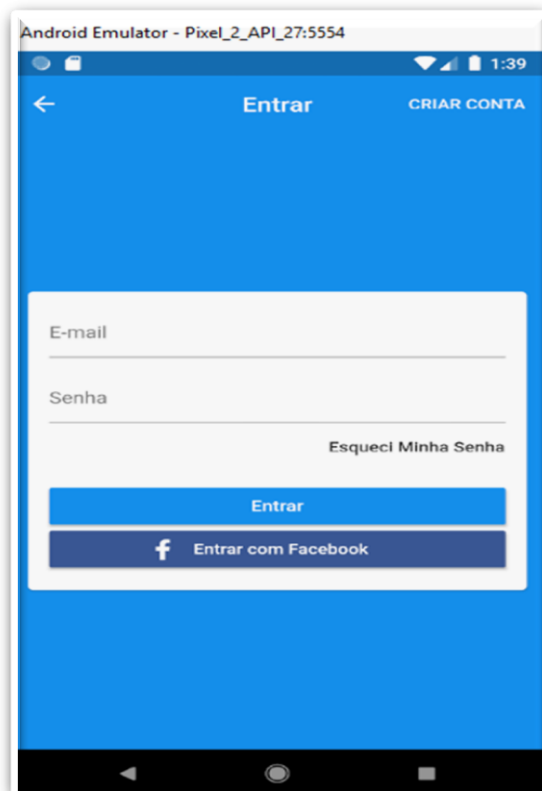 Android Emulator - Pixel_2_API_27:5554
1:39
Entrar CRIAR CONTA
E-mail
Senha
Esqueci Minha Senha
Entrar
f Entrar com Facebook